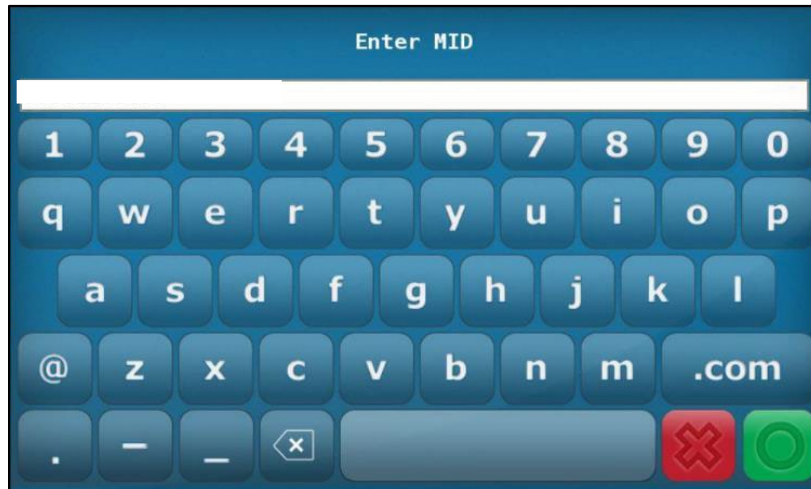 Enter MID
1 2 3 4 5 6 7 8 9 0
q w e r t y u i o p
a s d f g h j k l
@ z x c v b n m .com
. – _